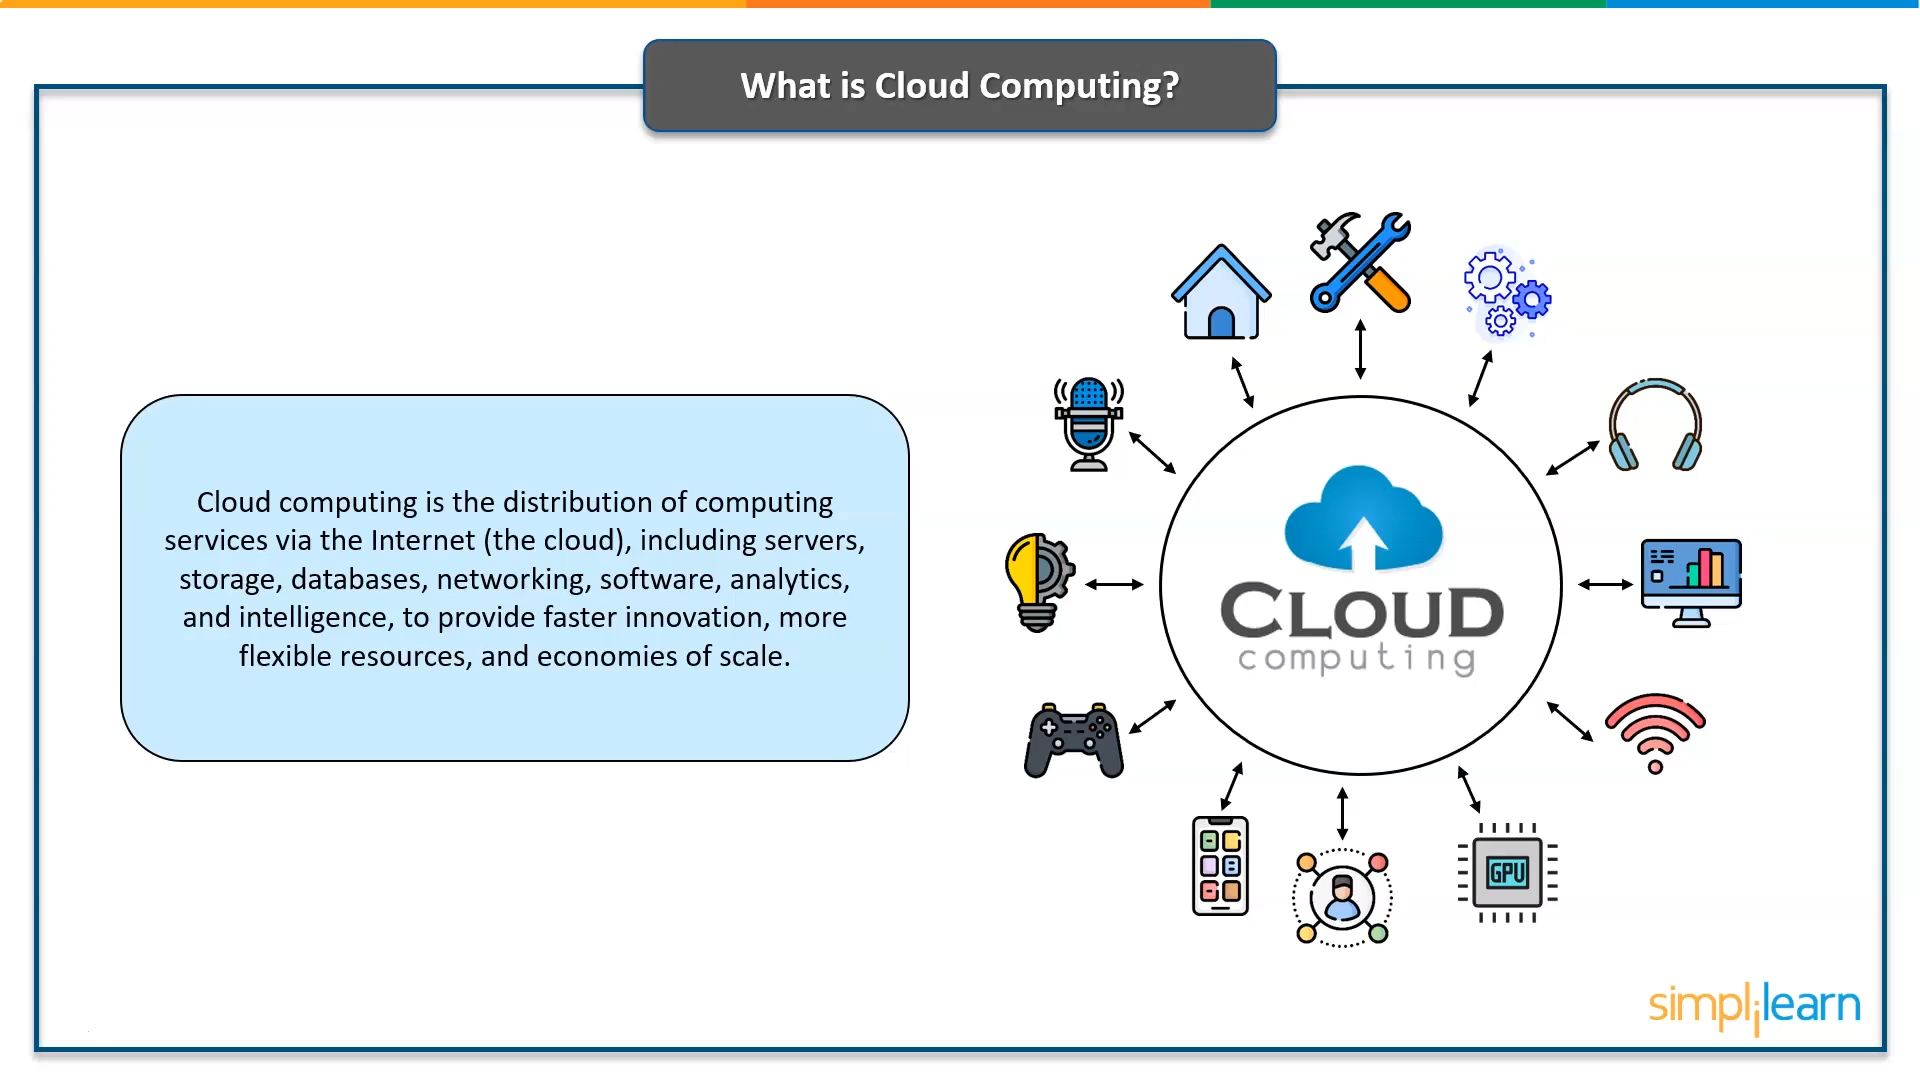 What is Cloud Computing?
Cloud computing is the distribution of computing
services via the Internet (the cloud), including servers,
storage, databases, networking, software, analytics,
and intelligence, to provide faster innovation, more
flexible resources, and economies of scale.
CLOUD
computing
GPU
simplilearn